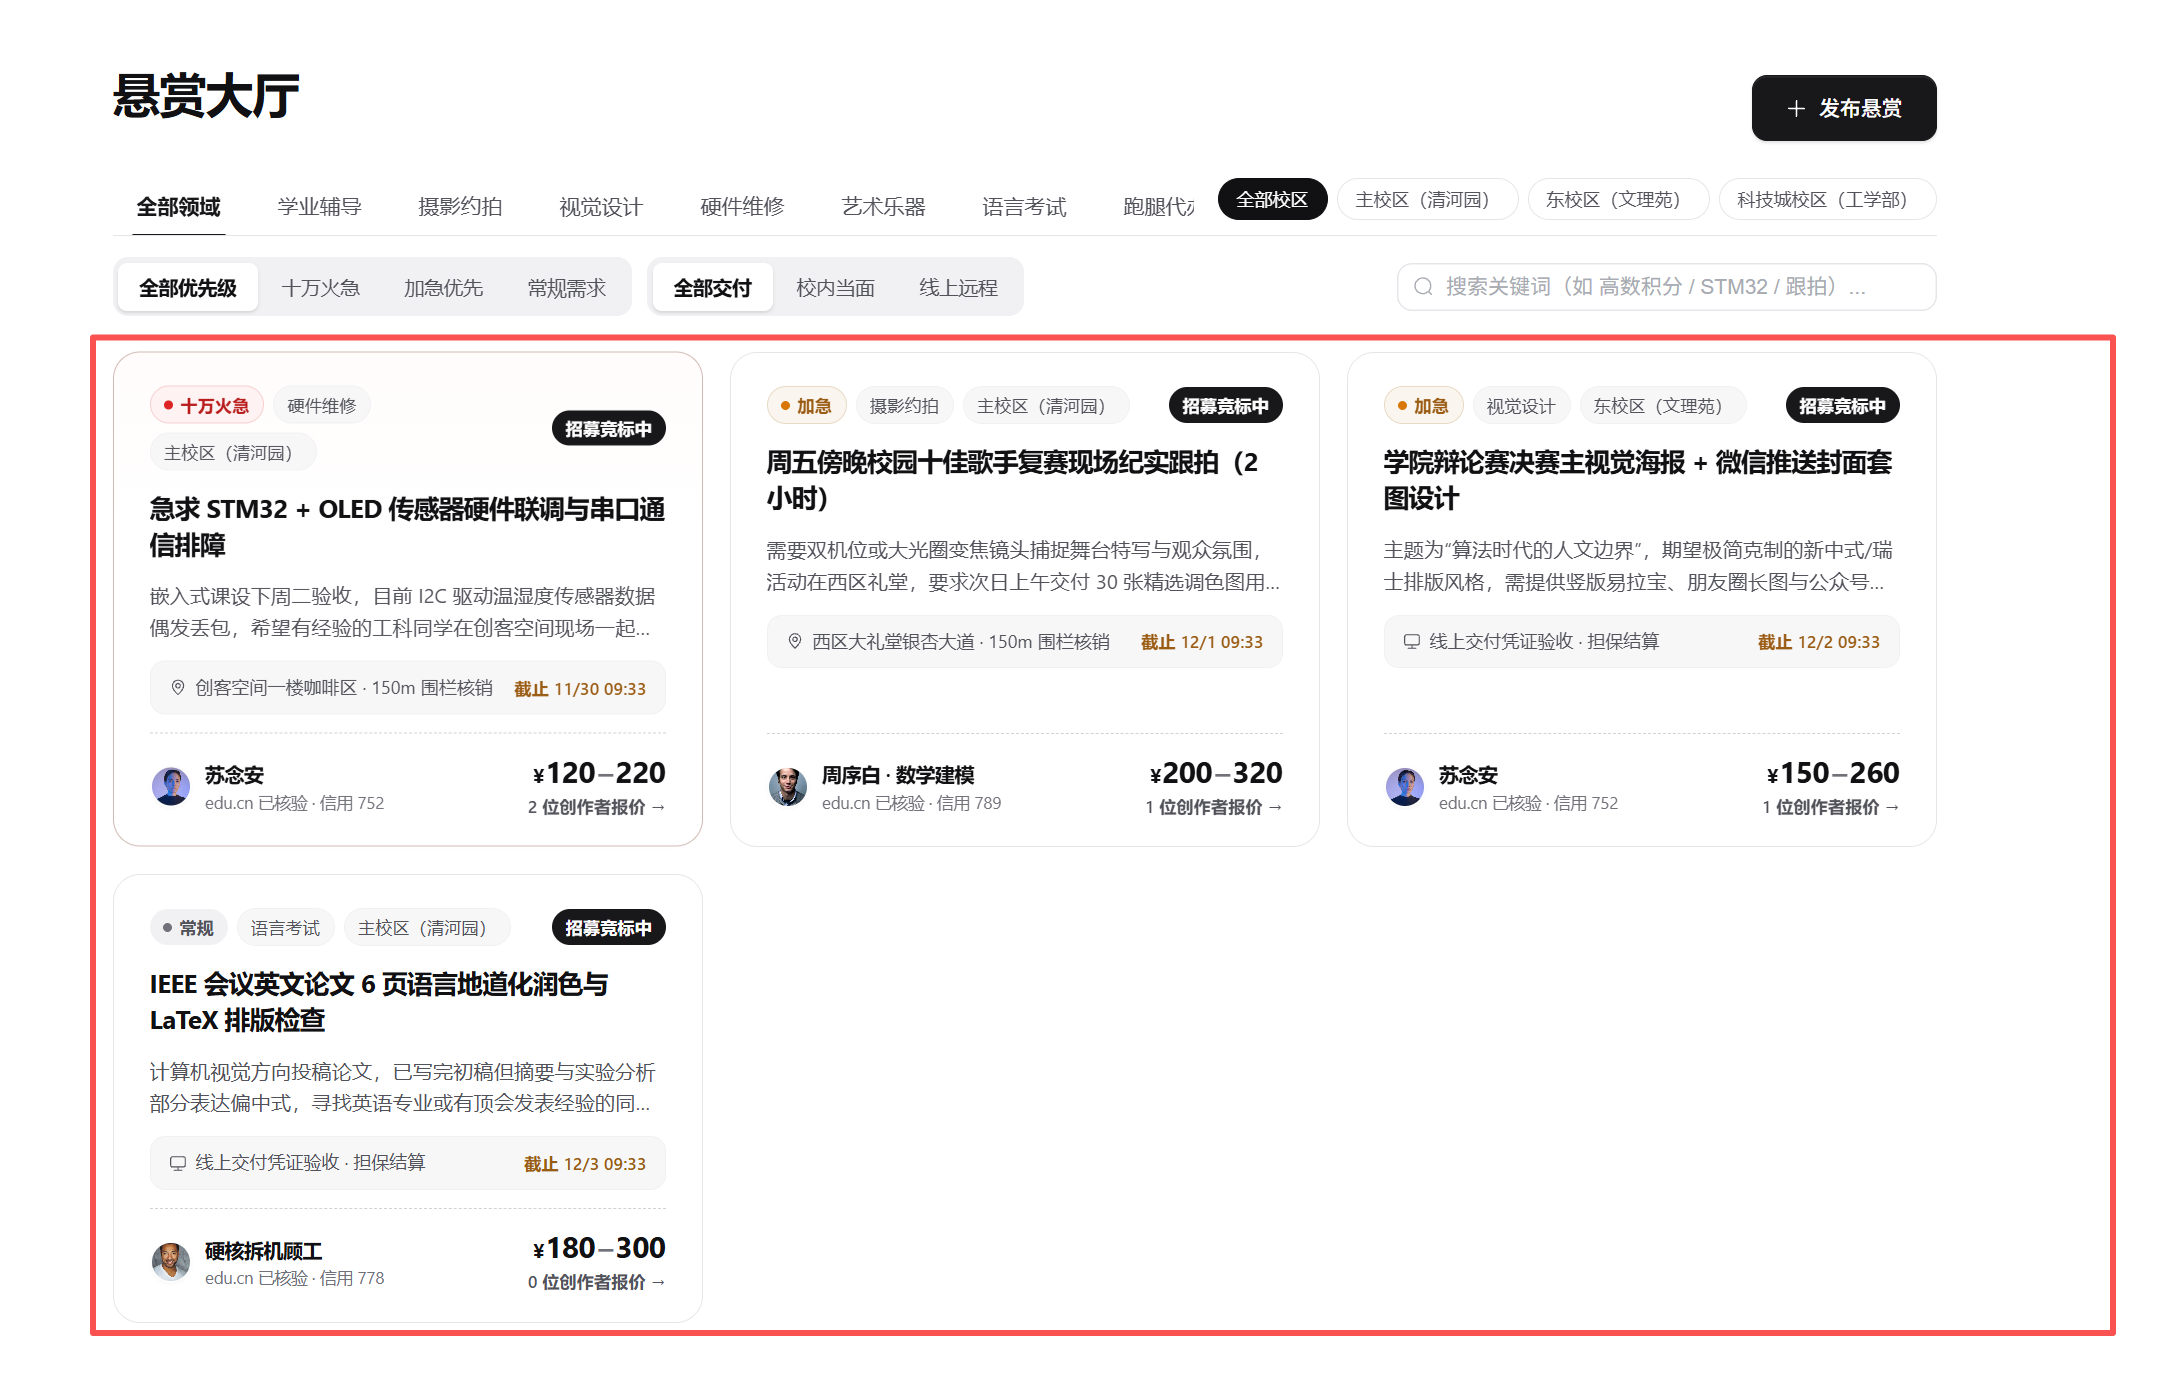 悬赏大厅
+ 发布悬赏
全部领域 学业辅导 摄影约拍 视觉设计 硬件维修 艺术乐器 语言考试 跑腿代
全部校区 主校区（清河园） 东校区（文理苑） 科技城校区（工学部）
全部优先级 十万火急 加急优先 常规需求 全部交付 校内当面 线上远程
搜索关键词（如 高数积分 / STM32 / 跟拍）...
十万火急 硬件维修
主校区（清河园）
招募竞标中
急求 STM32 + OLED 传感器硬件联调与串口通
信排障
嵌入式课设下周二验收，目前 I2C 驱动温湿度传感器数据
偶发丢包，希望有经验的工科同学在创客空间现场一起...
创客空间一楼咖啡区 · 150m 围栏核销 截止 11/30 09:33
苏念安
edu.cn 已核验 · 信用 752
¥120–220
2 位创作者报价 →
加急 摄影约拍 主校区（清河园） 招募竞标中
周五傍晚校园十佳歌手复赛现场纪实跟拍（2
小时）
需要双机位或大光圈变焦镜头捕捉舞台特写与观众氛围，
活动在西区礼堂，要求次日上午交付 30 张精选调色图用...
西区大礼堂银杏大道 · 150m 围栏核销 截止 12/1 09:33
周序白 · 数学建模
edu.cn 已核验 · 信用 789
¥200–320
1 位创作者报价 →
加急 视觉设计 东校区（文理苑） 招募竞标中
学院辩论赛决赛主视觉海报 + 微信推送封面套
图设计
主题为“算法时代的人文边界”，期望极简克制的新中式/瑞
士排版风格，需提供竖版易拉宝、朋友圈长图与公众号...
线上交付凭证验收 · 担保结算 截止 12/2 09:33
苏念安
edu.cn 已核验 · 信用 752
¥150–260
1 位创作者报价 →
常规 语言考试 主校区（清河园） 招募竞标中
IEEE 会议英文论文 6 页语言地道化润色与
LaTeX 排版检查
计算机视觉方向投稿论文，已写完初稿但摘要与实验分析
部分表达偏中式，寻找英语专业或有顶会发表经验的同...
线上交付凭证验收 · 担保结算 截止 12/3 09:33
硬核拆机顾工
edu.cn 已核验 · 信用 778
¥180–300
0 位创作者报价 →